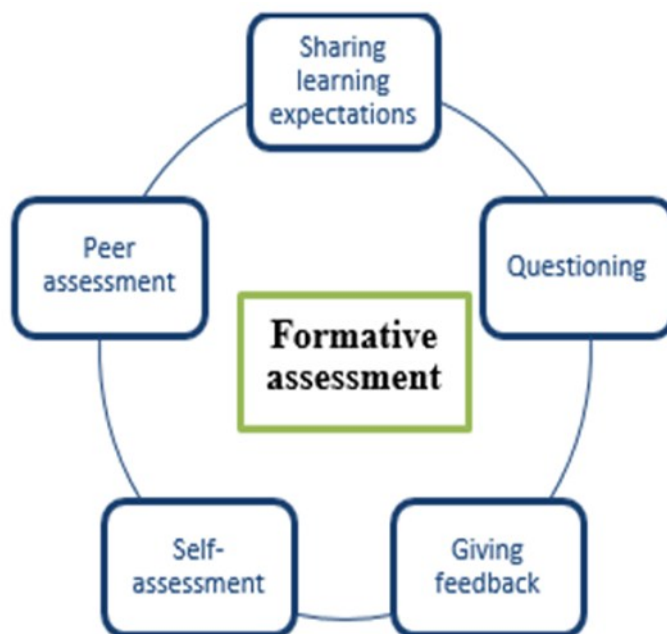 Sharing
learning
expectations
Peer
assessment
Questioning
Formative
assessment
Self-
assessment
Giving
feedback